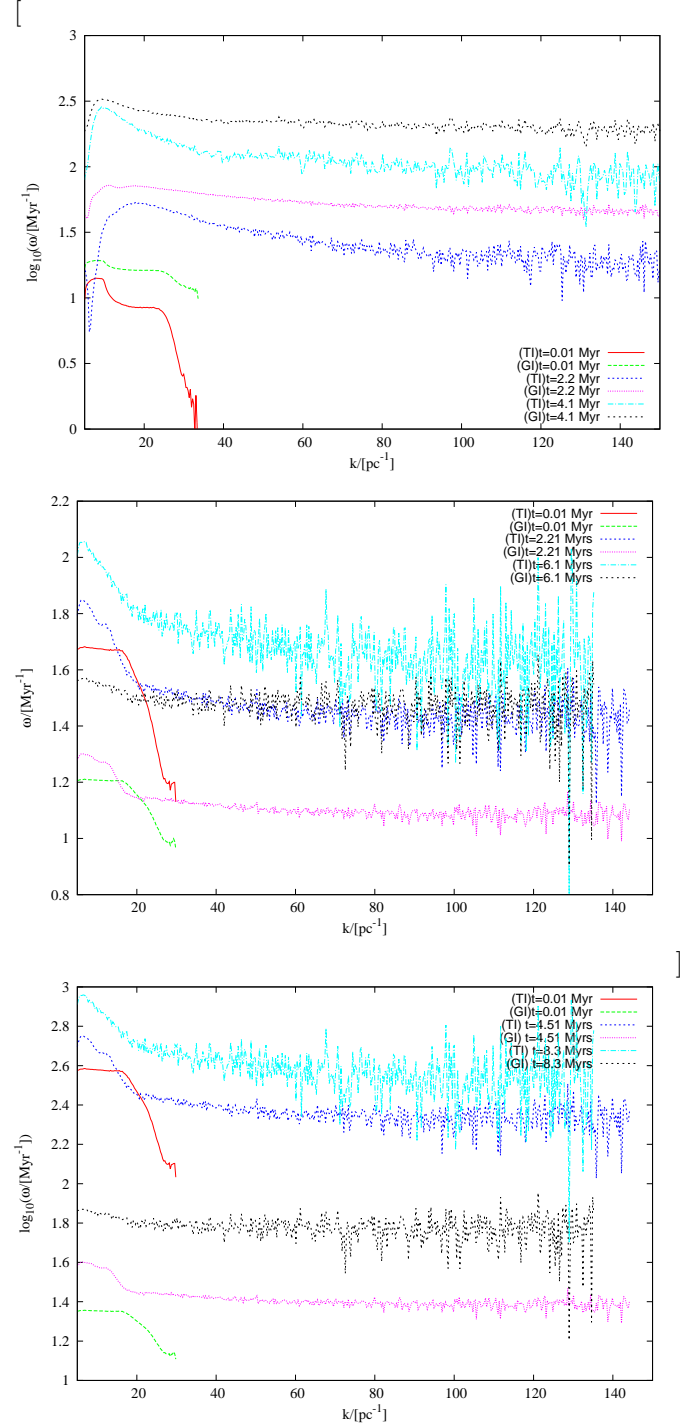 [
3
2.5
2
1.5
1
0.5
0
log10(ω/[Myr-1])
(TI)t=0.01 Myr
(GI)t=0.01 Myr
(TI)t=2.2 Myr
(GI)t=2.2 Myr
(TI)t=4.1 Myr
(GI)t=4.1 Myr
20 40 60 80 100 120 140
k/[pc-1]
2.2
2
1.8
1.6
1.4
1.2
1
0.8
ω/[Myr-1]
(TI)t=0.01 Myr
(GI)t=0.01 Myr
(TI)t=2.21 Myrs
(GI)t=2.21 Myrs
(TI)t=6.1 Myrs
(GI)t=6.1 Myrs
20 40 60 80 100 120 140
k/[pc-1]
]
3
2.8
2.6
2.4
2.2
2
1.8
1.6
1.4
1.2
1
log10(ω/[Myr-1])
(TI)t=0.01 Myr
(GI)t=0.01 Myr
(TI) t=4.51 Myrs
(GI) t=4.51 Myrs
(TI) t=8.3 Myrs
(GI) t=8.3 Myrs
20 40 60 80 100 120 140
k/[pc-1]